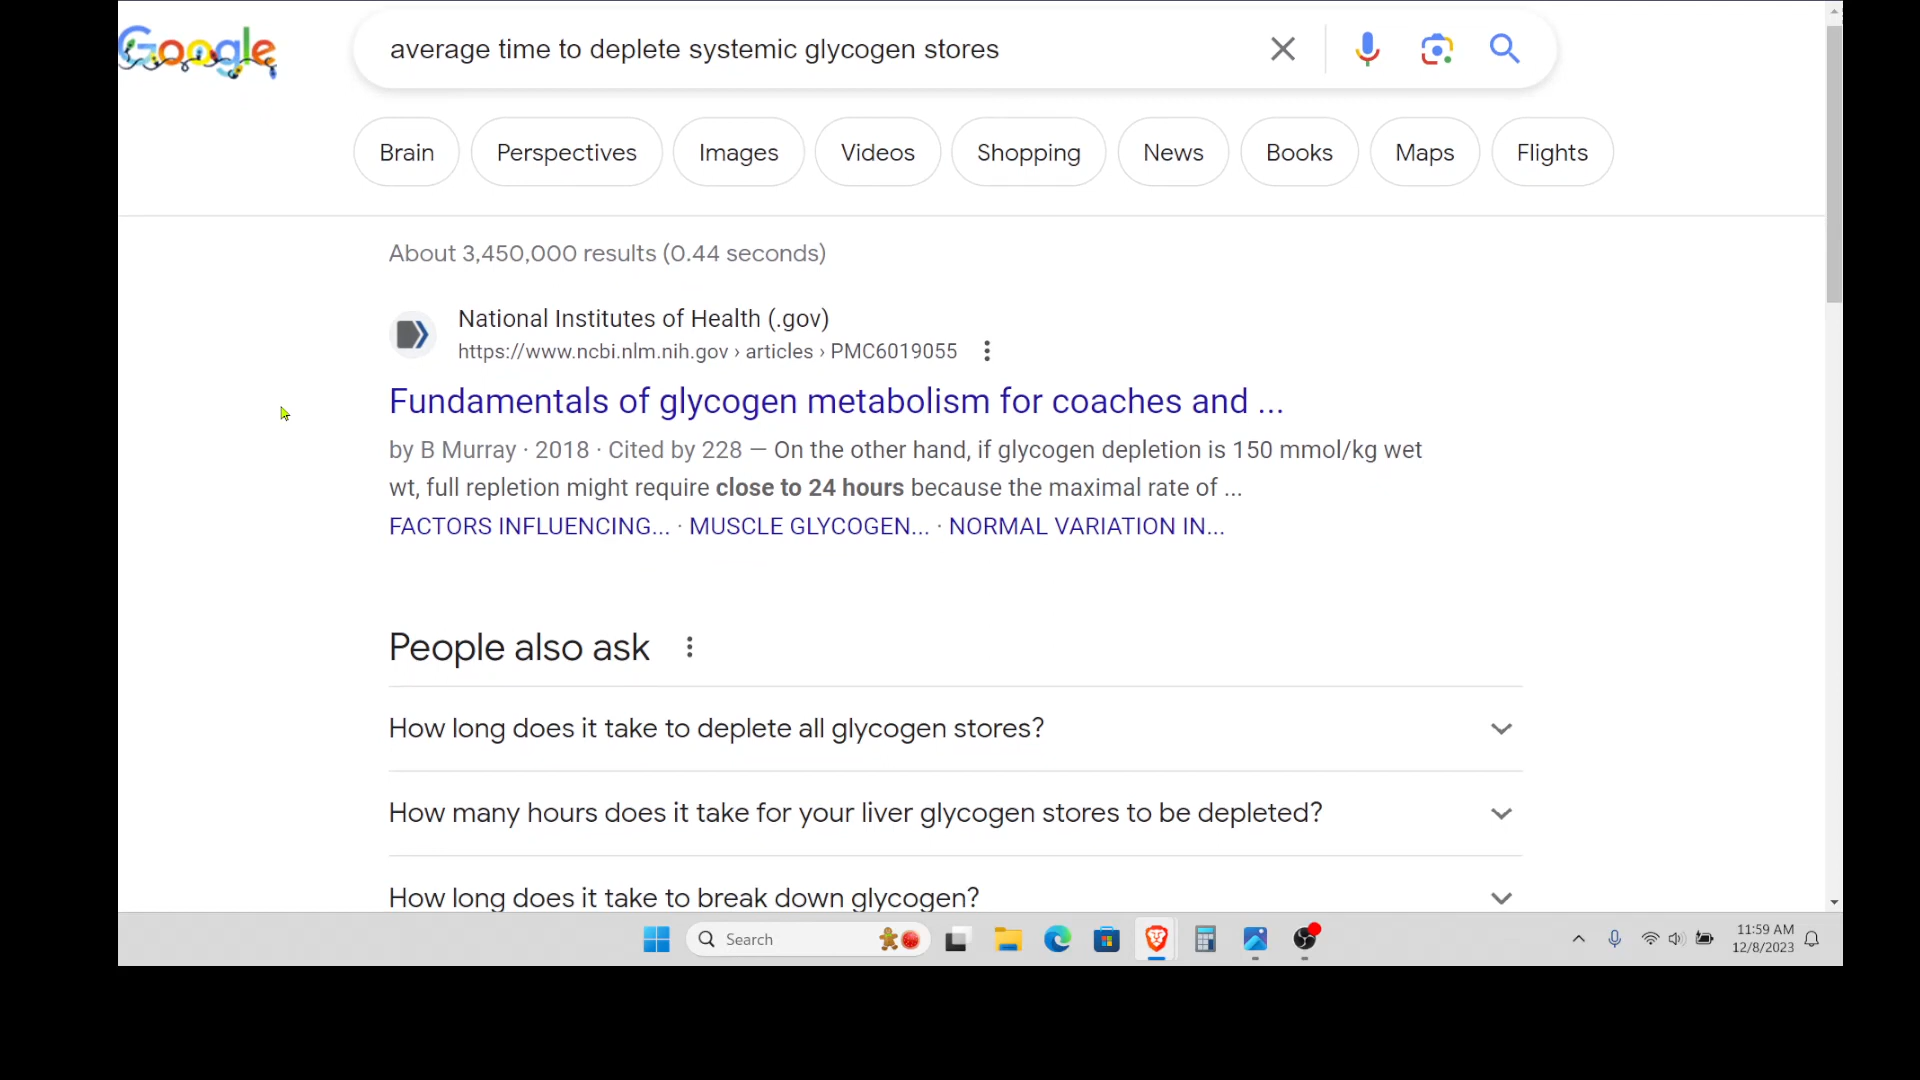 Google
average time to deplete systemic glycogen stores
Brain Perspectives Images Videos Shopping News Books Maps Flights
About 3,450,000 results (0.44 seconds)
National Institutes of Health (.gov)
https://www.ncbi.nlm.nih.gov › articles › PMC6019055
Fundamentals of glycogen metabolism for coaches and ...
by B Murray · 2018 · Cited by 228 — On the other hand, if glycogen depletion is 150 mmol/kg wet
wt, full repletion might require close to 24 hours because the maximal rate of ...
FACTORS INFLUENCING... · MUSCLE GLYCOGEN... · NORMAL VARIATION IN...
People also ask
How long does it take to deplete all glycogen stores?
How many hours does it take for your liver glycogen stores to be depleted?
How long does it take to break down glycogen?
Search
11:59 AM
12/8/2023